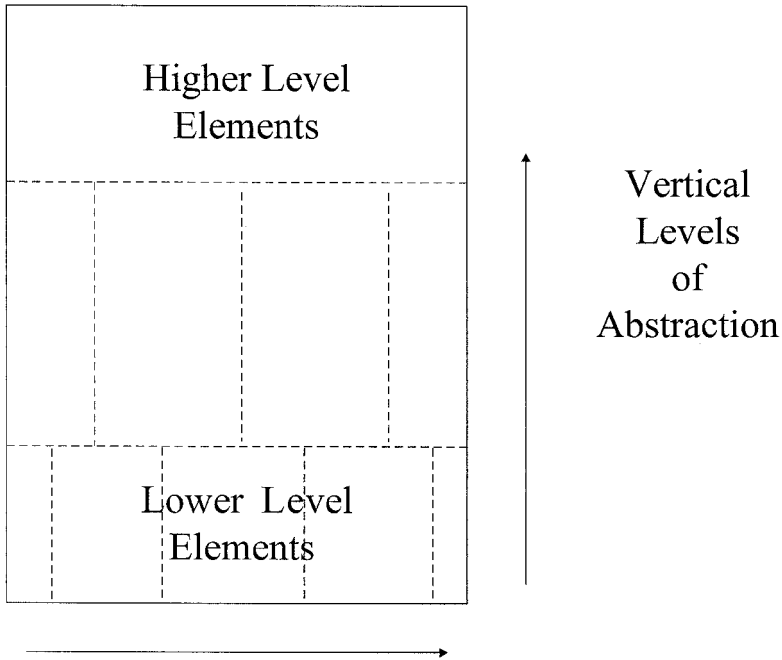 Higher Level
Elements
Vertical
Levels
of
Abstraction
Lower Level
Elements